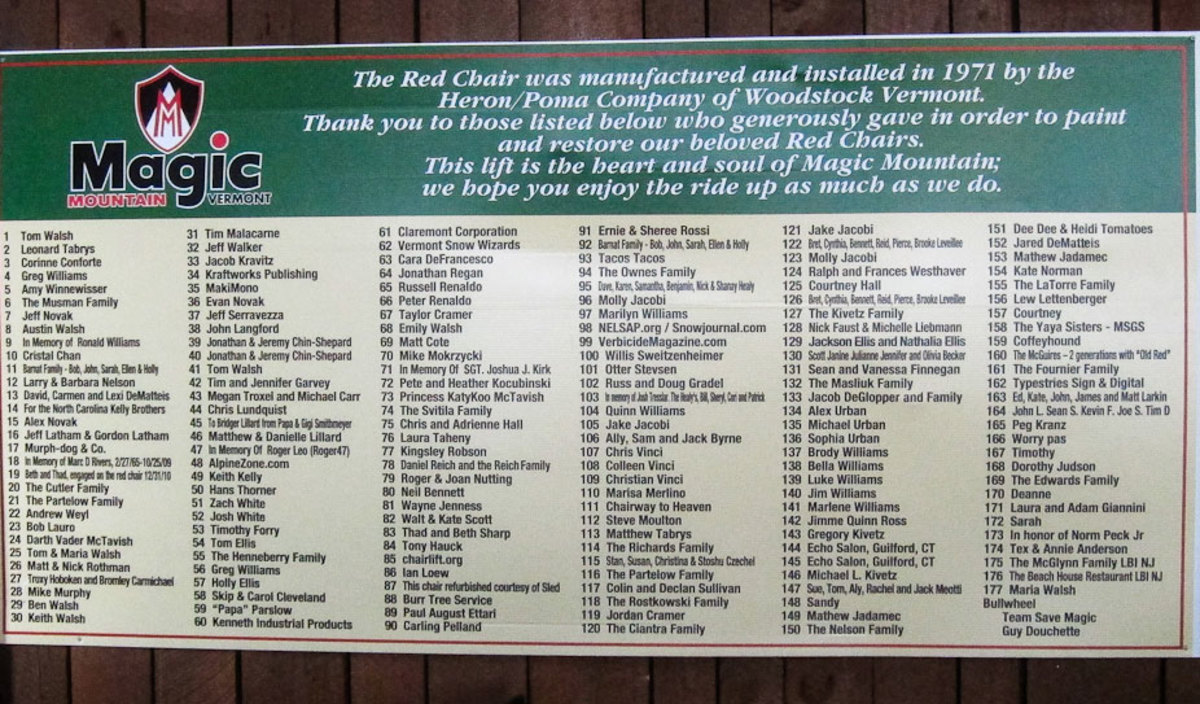 The Red Chair was manufactured and installed in 1971 by the
Heron/Poma Company of Woodstock Vermont.
Thank you to those listed below who generously gave in order to paint
and restore our beloved Red Chairs.
This lift is the heart and soul of Magic Mountain;
we hope you enjoy the ride up as much as we do.
Magic
MOUNTAIN VERMONT
1 Tom Walsh
2 Leonard Tabrys
3 Corinne Conforte
4 Greg Williams
5 Amy Winnewisser
6 The Musman Family
7 Jeff Novak
8 Austin Walsh
9 In Memory of Ronald Williams
10 Cristal Chan
11 Barnat Family - Bob, John, Sarah, Ellen & Holly
12 Larry & Barbara Nelson
13 David, Carmen and Lexi DeMatteis
14 For the North Carolina Kelly Brothers
15 Alex Novak
16 Jeff Latham & Gordon Latham
17 Murph-dog & Co.
18 In Memory of Marc D Rivers, 2/27/65-10/25/09
19 Beth and Thad, engaged on the red chair 12/31/10
20 The Cutler Family
21 The Partelow Family
22 Andrew Weyl
23 Bob Lauro
24 Darth Vader McTavish
25 Tom & Maria Walsh
26 Matt & Nick Rothman
27 Troxy Hoboken and Bromley Carmichael
28 Mike Murphy
29 Ben Walsh
30 Keith Walsh
31 Tim Malacarne
32 Jeff Walker
33 Jacob Kravitz
34 Kraftworks Publishing
35 MakiMono
36 Evan Novak
37 Jeff Serravezza
38 John Langford
39 Jonathan & Jeremy Chin-Shepard
40 Jonathan & Jeremy Chin-Shepard
41 Tom Walsh
42 Tim and Jennifer Garvey
43 Megan Troxel and Michael Carr
44 Chris Lundquist
45 To Bridger Lillard from Papa & Gigi Smithmeyer
46 Matthew & Danielle Lillard
47 In Memory Of Roger Leo (Roger47)
48 AlpineZone.com
49 Keith Kelly
50 Hans Thorner
51 Zach White
52 Josh White
53 Timothy Forry
54 Tom Ellis
55 The Henneberry Family
56 Greg Williams
57 Holly Ellis
58 Skip & Carol Cleveland
59 "Papa" Parslow
60 Kenneth Industrial Products
61 Claremont Corporation
62 Vermont Snow Wizards
63 Cara DeFrancesco
64 Jonathan Regan
65 Russell Renaldo
66 Peter Renaldo
67 Taylor Cramer
68 Emily Walsh
69 Matt Cote
70 Mike Mokrzycki
71 In Memory Of SGT. Joshua J. Kirk
72 Pete and Heather Kocubinski
73 Princess KatyKoo McTavish
74 The Svitila Family
75 Chris and Adrienne Hall
76 Laura Taheny
77 Kingsley Robson
78 Daniel Reich and the Reich Family
79 Roger & Joan Nutting
80 Neil Bennett
81 Wayne Jenness
82 Walt & Kate Scott
83 Thad and Beth Sharp
84 Tony Hauck
85 chairlift.org
86 Ian Loew
87 This chair refurbished courtesy of Sled
88 Burr Tree Service
89 Paul August Ettari
90 Carling Pelland
91 Ernie & Sheree Rossi
92 Barnat Family - Bob, John, Sarah, Ellen & Holly
93 Tacos Tacos
94 The Ownes Family
95 Dave, Karen, Samantha, Benjamin, Nick & Shanay Healy
96 Molly Jacobi
97 Marilyn Williams
98 NELSAP.org / Snowjournal.com
99 VerbicideMagazine.com
100 Willis Sweitzenheimer
101 Otter Stevsen
102 Russ and Doug Gradel
103 In memory of Josh Tresslar. The Healy's, Bill, Sheryl, Cori and Patrick
104 Quinn Williams
105 Jake Jacobi
106 Ally, Sam and Jack Byrne
107 Chris Vinci
108 Colleen Vinci
109 Christian Vinci
110 Marisa Merlino
111 Chairway to Heaven
112 Steve Moulton
113 Matthew Tabrys
114 The Richards Family
115 Stan, Susan, Christina & Stoshu Czechel
116 The Partelow Family
117 Colin and Declan Sullivan
118 The Rostkowski Family
119 Jordan Cramer
120 The Ciantra Family
121 Jake Jacobi
122 Bret, Cynthia, Bennett, Reid, Pierce, Brooke Leveillee
123 Molly Jacobi
124 Ralph and Frances Westhaver
125 Courtney Hall
126 Bret, Cynthia, Bennett, Reid, Pierce, Brooke Leveillee
127 The Kivetz Family
128 Nick Faust & Michelle Liebmann
129 Jackson Ellis and Nathalia Ellis
130 Scott Janine Julianne Jennifer and Olivia Becker
131 Sean and Vanessa Finnegan
132 The Masliuk Family
133 Jacob DeGlopper and Family
134 Alex Urban
135 Michael Urban
136 Sophia Urban
137 Brody Williams
138 Bella Williams
139 Luke Williams
140 Jim Williams
141 Marlene Williams
142 Jimme Quinn Ross
143 Gregory Kivetz
144 Echo Salon, Guilford, CT
145 Echo Salon, Guilford, CT
146 Michael L. Kivetz
147 Sue, Tom, Aly, Rachel and Jack Meotti
148 Sandy
149 Mathew Jadamec
150 The Nelson Family
151 Dee Dee & Heidi Tomatoes
152 Jared DeMatteis
153 Mathew Jadamec
154 Kate Norman
155 The LaTorre Family
156 Lew Lettenberger
157 Courtney
158 The Yaya Sisters - MSGS
159 Coffeyhound
160 The McGuires – 2 generations with "Old Red"
161 The Fournier Family
162 Typestries Sign & Digital
163 Ed, Kate, John, James and Matt Larkin
164 John L. Sean S. Kevin F. Joe S. Tim D
165 Peg Kranz
166 Worry pas
167 Timothy
168 Dorothy Judson
169 The Edwards Family
170 Deanne
171 Laura and Adam Giannini
172 Sarah
173 In honor of Norm Peck Jr
174 Tex & Annie Anderson
175 The McGlynn Family LBI NJ
176 The Beach House Restaurant LBI NJ
177 Maria Walsh
Bullwheel
Team Save Magic
Guy Douchette